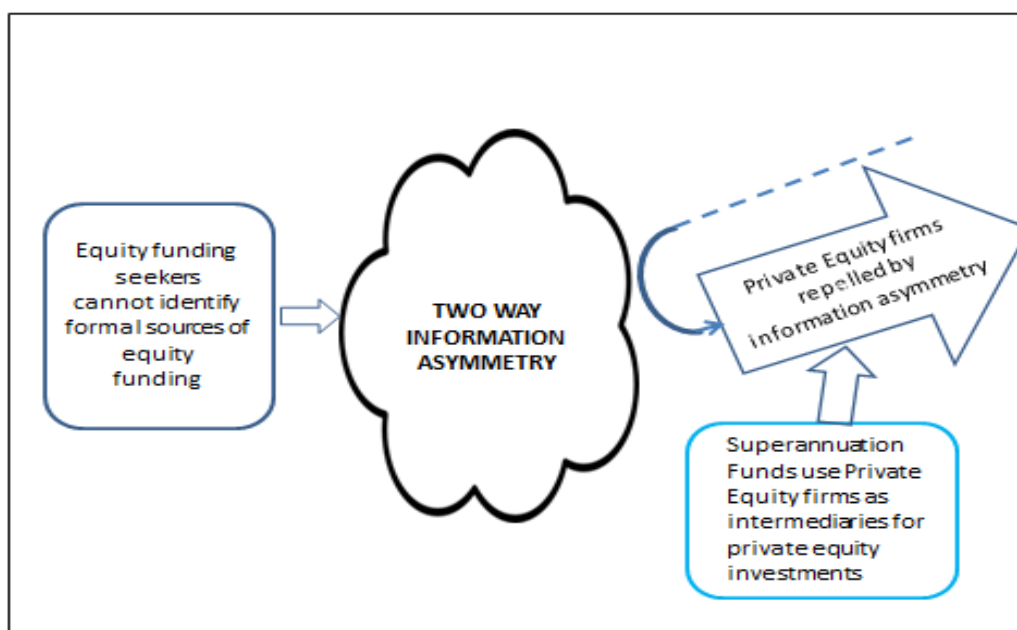 Equity funding
seekers
cannot identify
formal sources of
equity
funding
TWO WAY
INFORMATION
ASYMMETRY
Private Equity firms
repelled by
information asymmetry
Superannuation
Funds use Private
Equity firms as
intermediaries for
private equity
investments